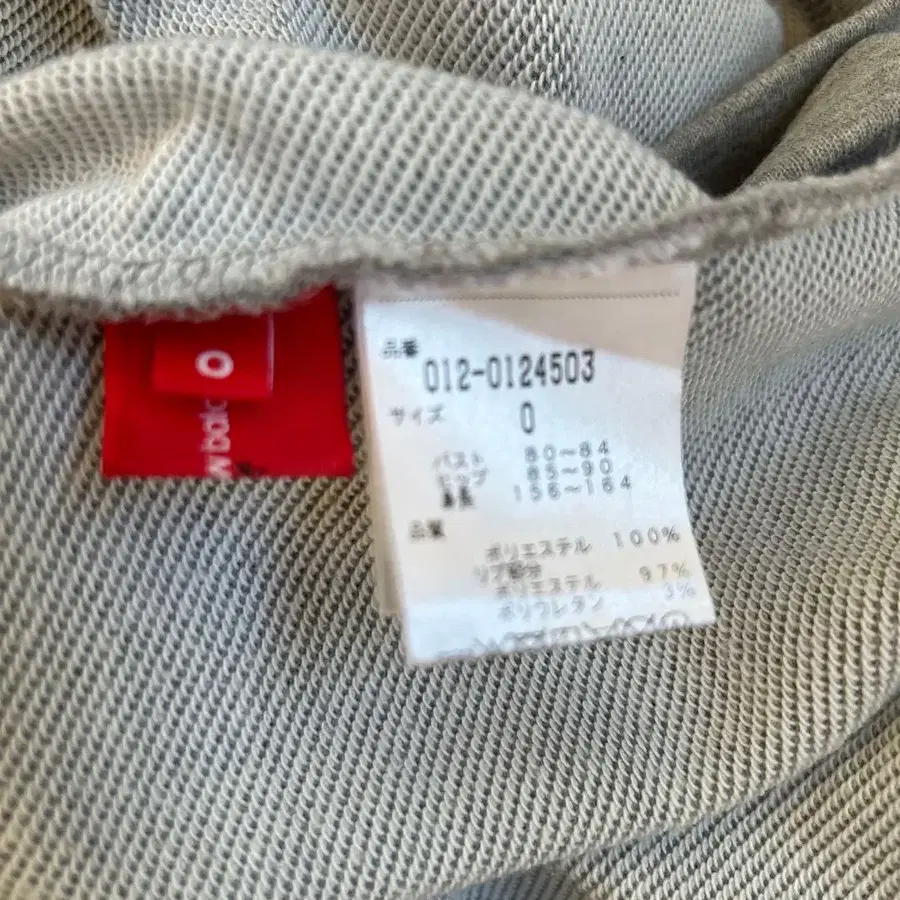 0
w balc
品番
012-0124503
サイズ 0
バスト 80~84
ヒップ 85~90
身長 156~164
品質
ポリエステル 100%
リブ部分
ポリエステル 97%
ポリウレタン 3%